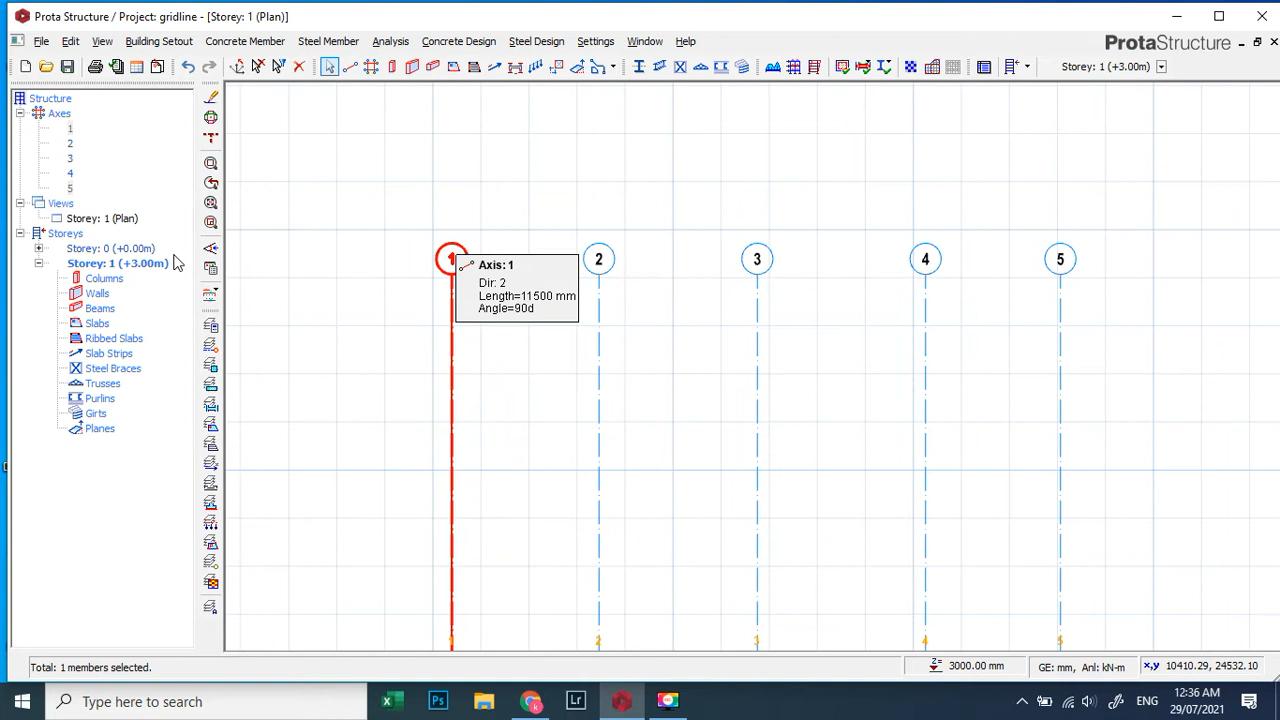 Prota Structure / Project: gridline - [Storey: 1 (Plan)]
File Edit View Building Setout Concrete Member Steel Member Analysis Concrete Design Steel Design Settings Window Help
ProtaStructure
Storey: 1 (+3.00m)
Structure
Axes
1
2
3
4
5
Views
Storey: 1 (Plan)
Storeys
Storey: 0 (+0.00m)
Storey: 1 (+3.00m)
Columns
Walls
Beams
Slabs
Ribbed Slabs
Slab Strips
Steel Braces
Trusses
Purlins
Girts
Planes
1 2 3 4 5
Axis: 1
Dir: 2
Length=11500 mm
Angle=90d
1 2 3 4 5
Total: 1 members selected.
Z= 3000.00 mm
GE: mm, Anl: kN-m
x,y 10410.29, 24532.10
Type here to search
Ps
Lr
ENG
12:36 AM
29/07/2021